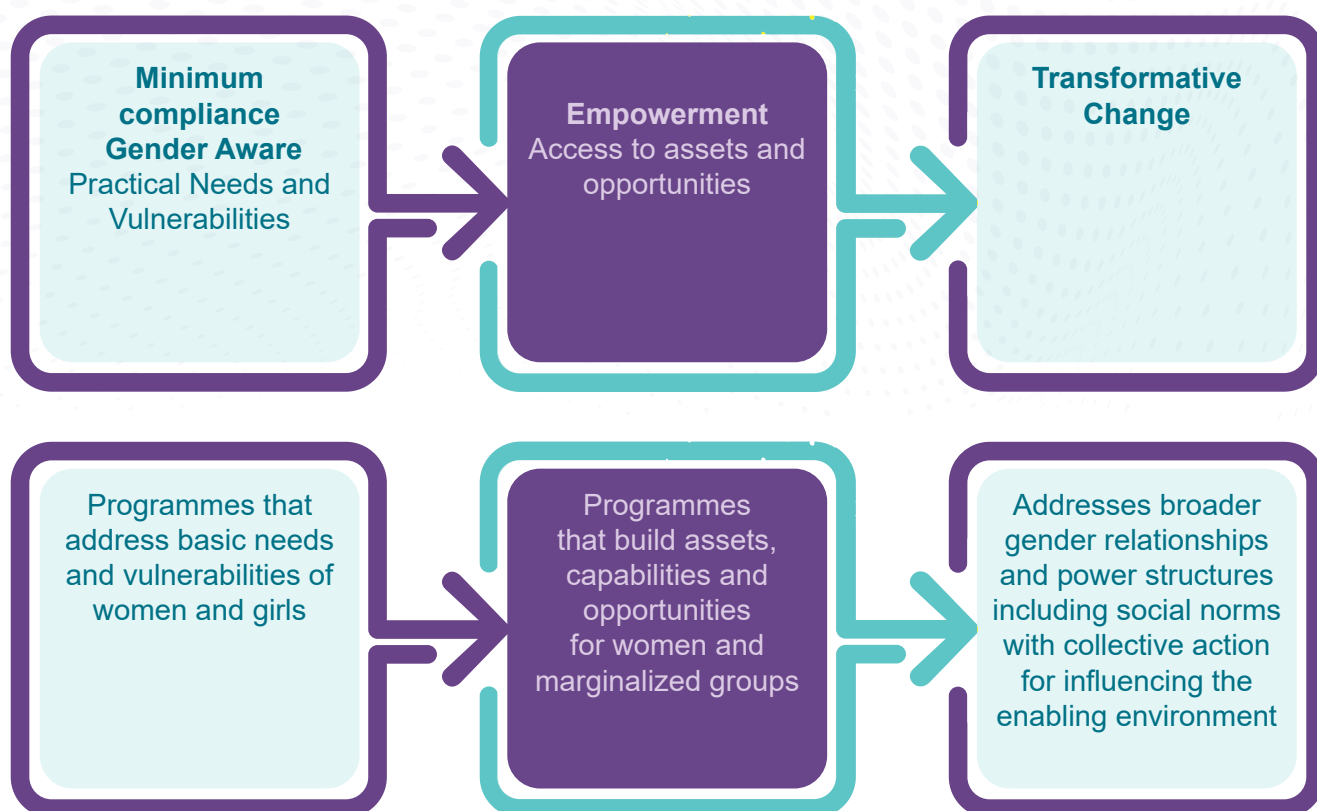 Minimum
compliance
Gender Aware
Practical Needs and
Vulnerabilities
Empowerment
Access to assets and
opportunities
Transformative
Change
Programmes that
address basic needs
and vulnerabilities of
women and girls
Programmes
that build assets,
capabilities and
opportunities
for women and
marginalized groups
Addresses broader
gender relationships
and power structures
including social norms
with collective action
for influencing the
enabling environment